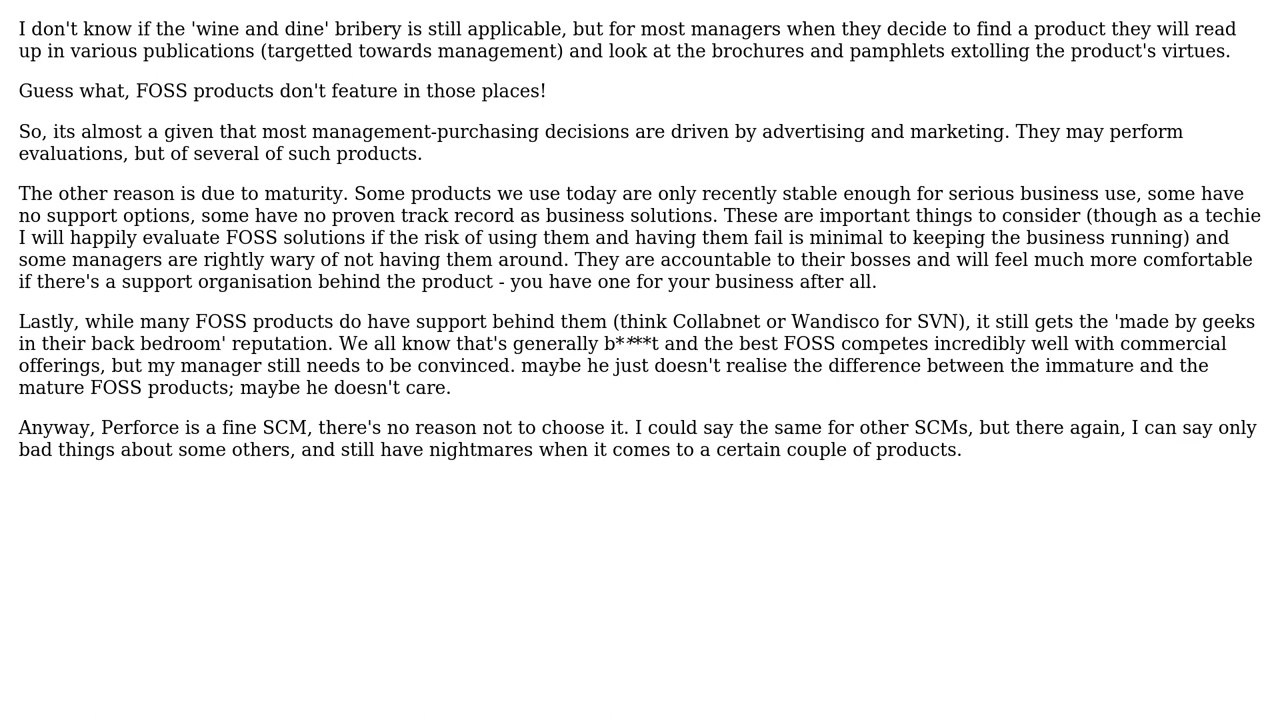 I don't know if the 'wine and dine' bribery is still applicable, but for most managers when they decide to find a product they will read
up in various publications (targetted towards management) and look at the brochures and pamphlets extolling the product's virtues.
Guess what, FOSS products don't feature in those places!
So, its almost a given that most management-purchasing decisions are driven by advertising and marketing. They may perform
evaluations, but of several of such products.
The other reason is due to maturity. Some products we use today are only recently stable enough for serious business use, some have
no support options, some have no proven track record as business solutions. These are important things to consider (though as a techie
I will happily evaluate FOSS solutions if the risk of using them and having them fail is minimal to keeping the business running) and
some managers are rightly wary of not having them around. They are accountable to their bosses and will feel much more comfortable
if there's a support organisation behind the product - you have one for your business after all.
Lastly, while many FOSS products do have support behind them (think Collabnet or Wandisco for SVN), it still gets the 'made by geeks
in their back bedroom' reputation. We all know that's generally b****t and the best FOSS competes incredibly well with commercial
offerings, but my manager still needs to be convinced. maybe he just doesn't realise the difference between the immature and the
mature FOSS products; maybe he doesn't care.
Anyway, Perforce is a fine SCM, there's no reason not to choose it. I could say the same for other SCMs, but there again, I can say only
bad things about some others, and still have nightmares when it comes to a certain couple of products.